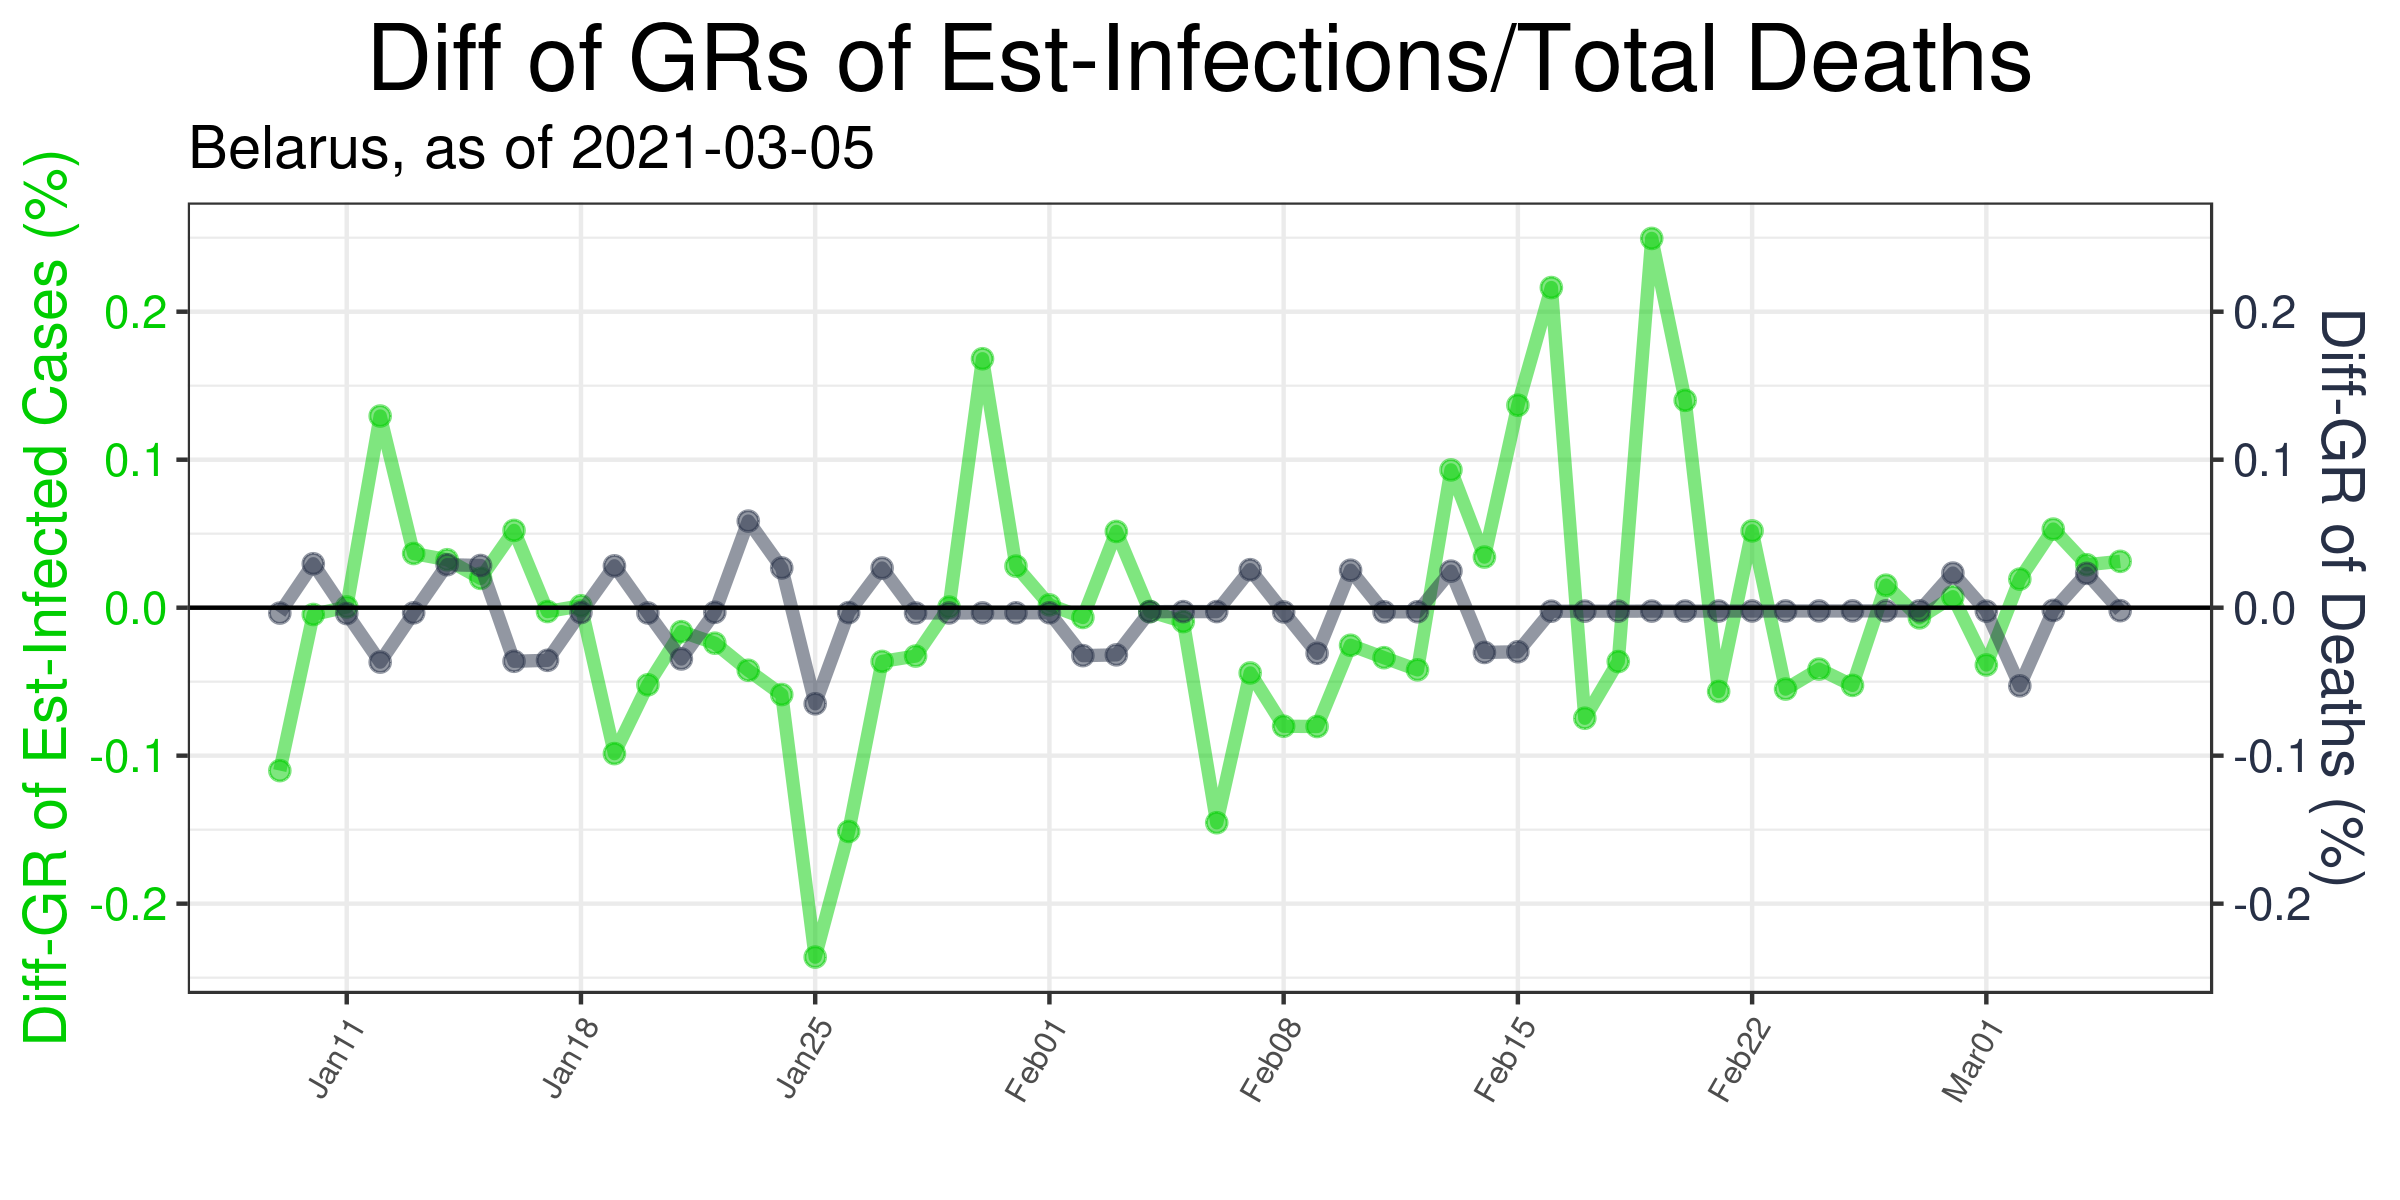 Diff of GRs of Est-Infections/Total Deaths
Belarus, as of 2021-03-05
Diff-GR of Est-Infected Cases (%)
0.2
0.1
0.0
-0.1
-0.2
0.2
0.1
0.0
-0.1
-0.2
Diff-GR of Deaths (%)
Jan11
Jan18
Jan25
Feb01
Feb08
Feb15
Feb22
Mar01